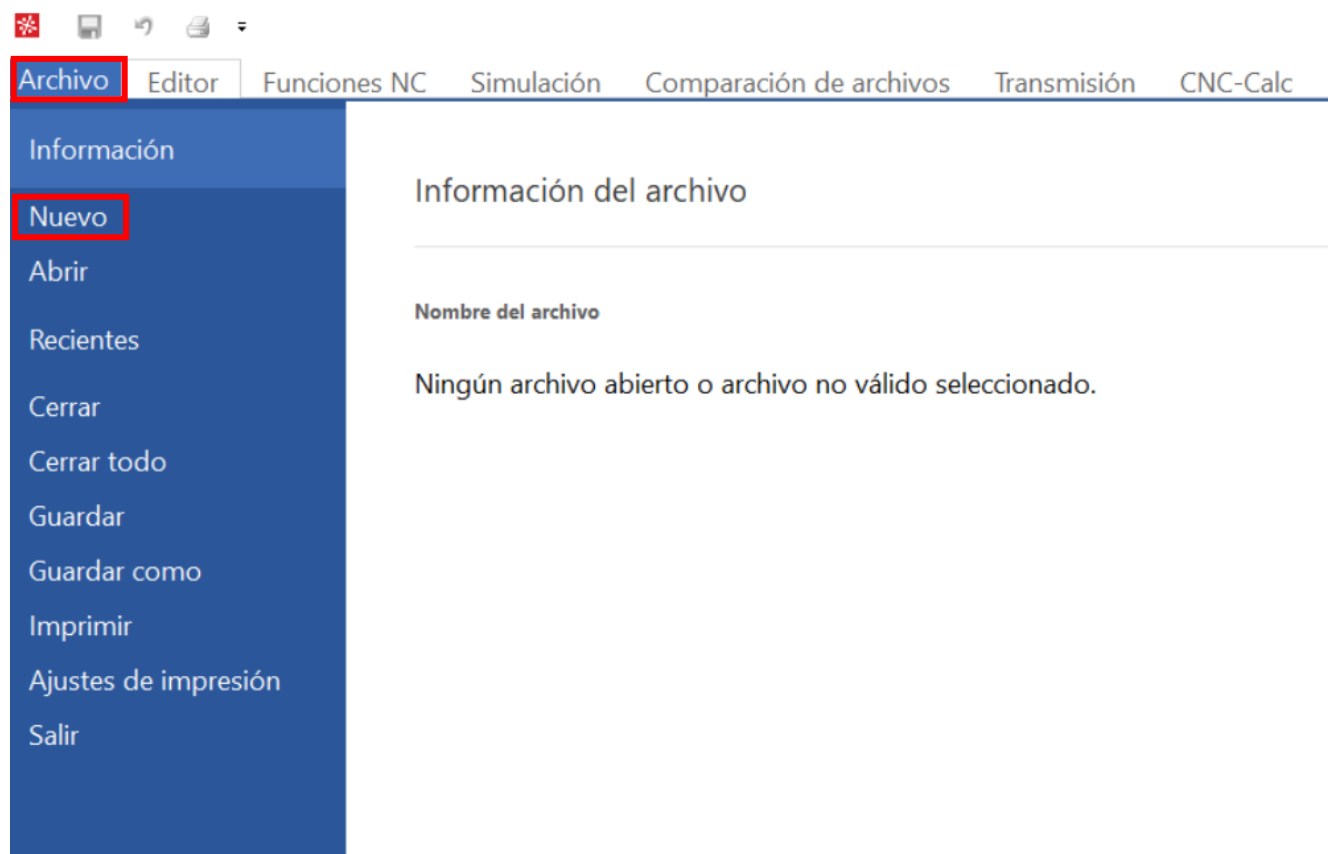 Archivo Editor Funciones NC Simulación Comparación de archivos Transmisión CNC-Calc
Información
Nuevo
Abrir
Recientes
Cerrar
Cerrar todo
Guardar
Guardar como
Imprimir
Ajustes de impresión
Salir
Información del archivo
Nombre del archivo
Ningún archivo abierto o archivo no válido seleccionado.